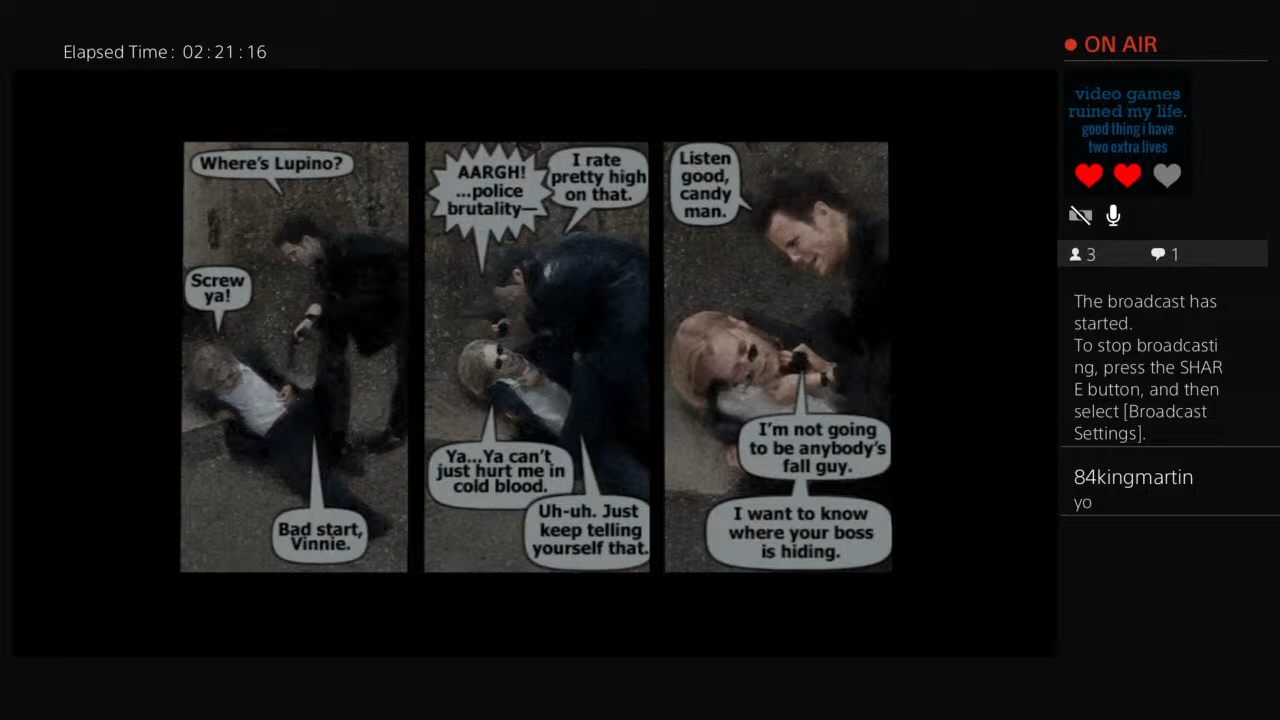 Elapsed Time: 02:21:16
ON AIR
video games
ruined my life.
good thing i have
two extra lives
3
1
The broadcast has
started.
To stop broadcasti
ng, press the SHAR
E button, and then
select [Broadcast
Settings].
84kingmartin
yo
Where's Lupino?
Screw
ya!
Bad start,
Vinnie.
AARGH!
...police
brutality—
I rate
pretty high
on that.
Ya...Ya can't
just hurt me in
cold blood.
Uh-uh. Just
keep telling
yourself that.
Listen
good,
candy
man.
I'm not going
to be anybody's
fall guy.
I want to know
where your boss
is hiding.